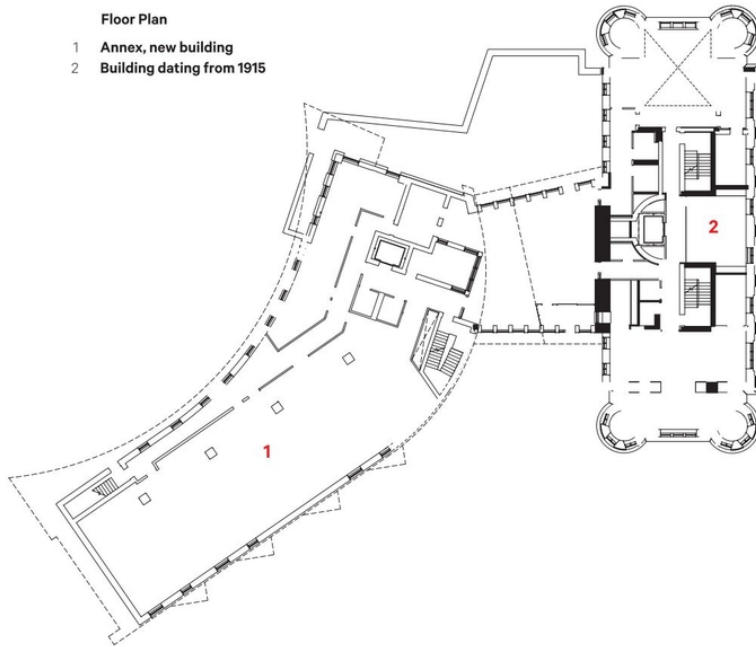 Floor Plan
1 Annex, new building
2 Building dating from 1915
2
1